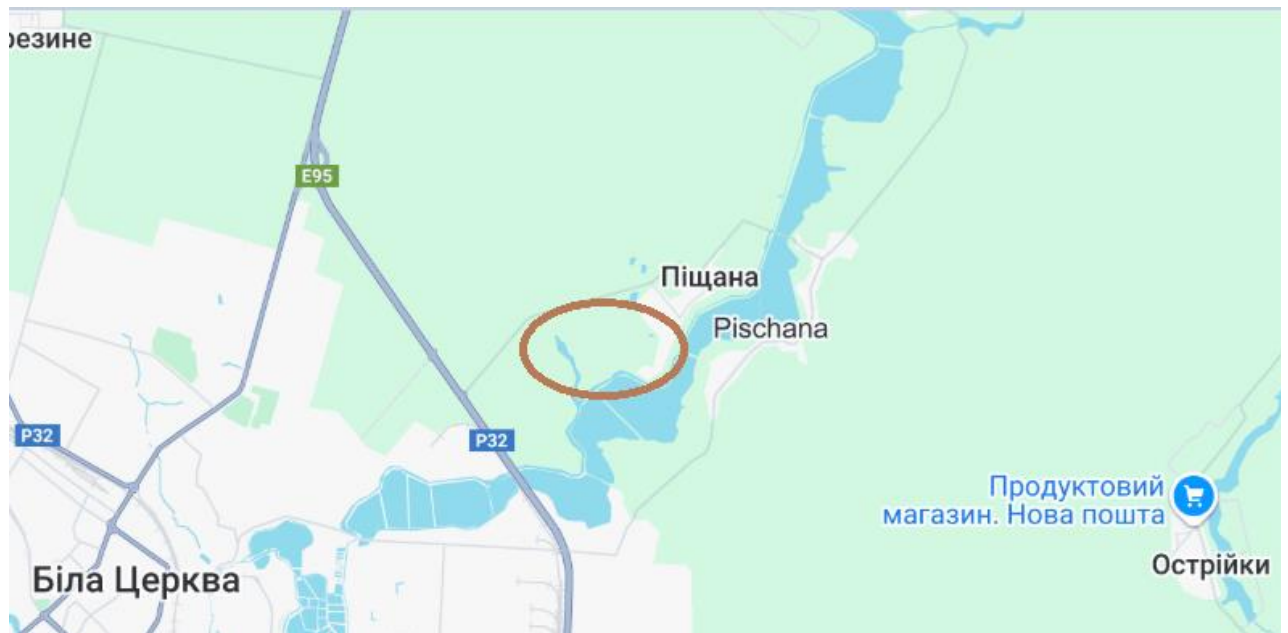 резине
E95
Піщана
Pischana
P32
P32
Продуктовий
магазин. Нова пошта
Острійки
Біла Церква